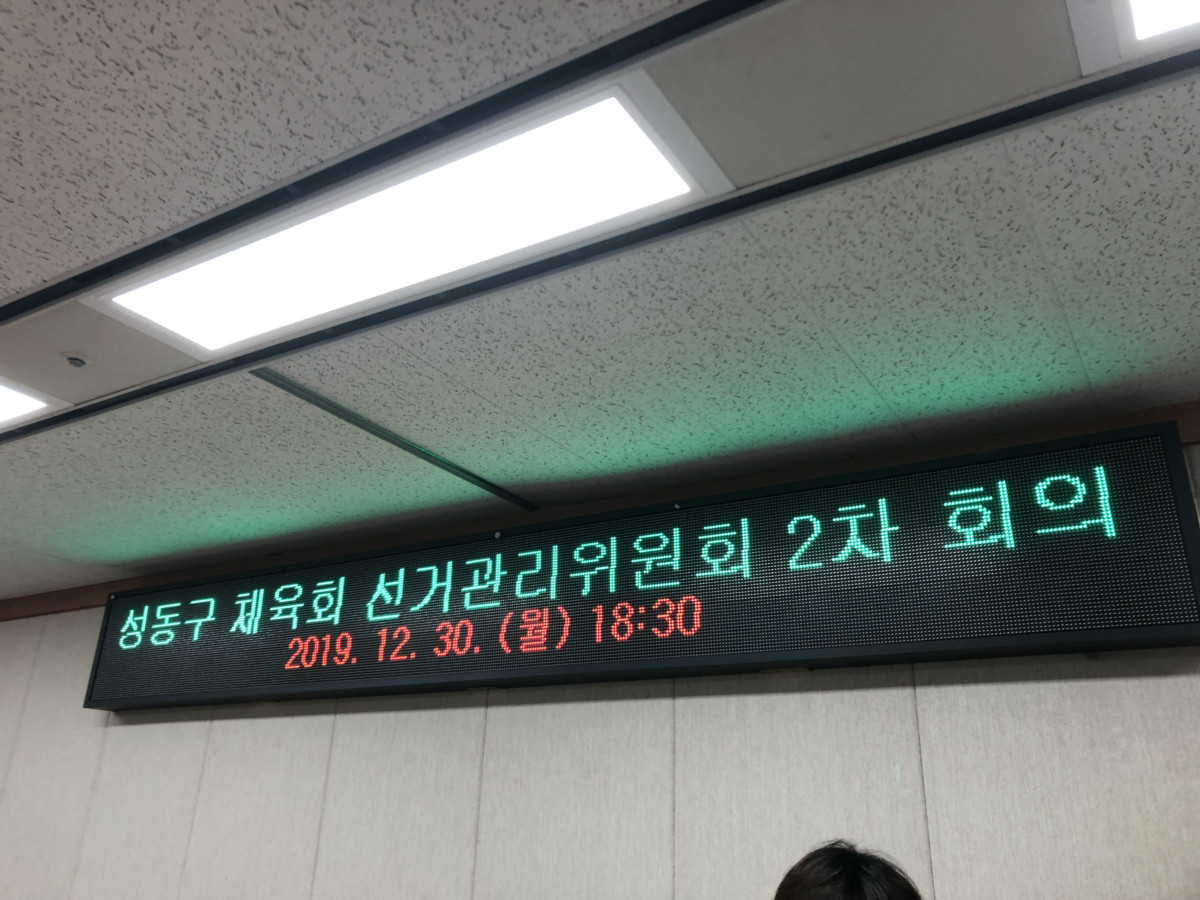 성동구 체육회 선거관리위원회 2차 회의
2019. 12. 30. (월) 18:30